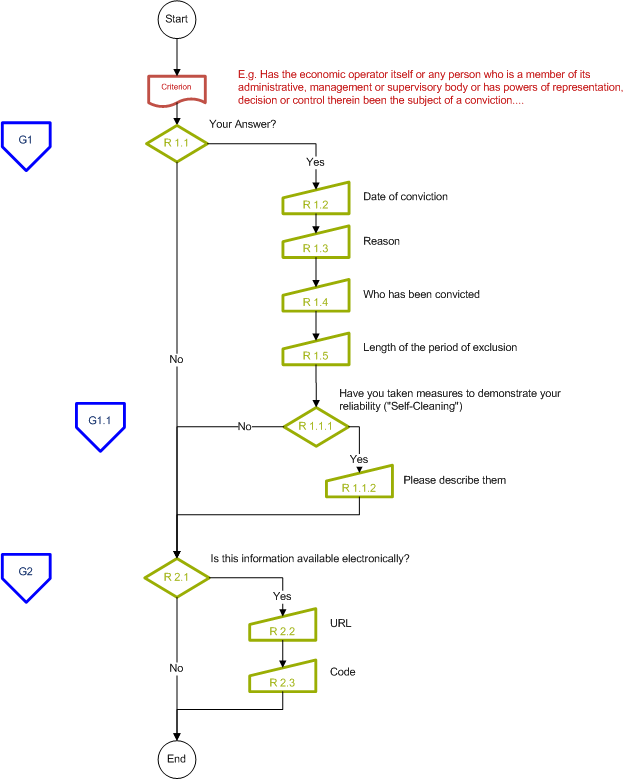 Start
Criterion
E.g. Has the economic operator itself or any person who is a member of its
administrative, management or supervisory body or has powers of representation,
decision or control therein been the subject of a conviction....
G1
Your Answer?
R 1.1
Yes
R 1.2
Date of conviction
R 1.3
Reason
R 1.4
Who has been convicted
R 1.5
Length of the period of exclusion
No
G1.1
Have you taken measures to demonstrate your
reliability ("Self-Cleaning")
R 1.1.1
No
Yes
R 1.1.2
Please describe them
G2
Is this information available electronically?
R 2.1
Yes
R 2.2
URL
No
R 2.3
Code
End